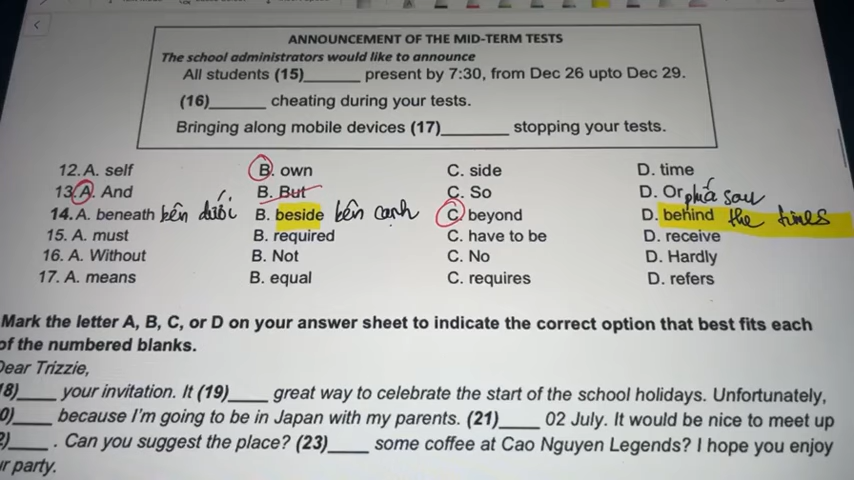 ANNOUNCEMENT OF THE MID-TERM TESTS
The school administrators would like to announce
All students (15)______ present by 7:30, from Dec 26 upto Dec 29.
(16)______ cheating during your tests.
Bringing along mobile devices (17)_______ stopping your tests.
12. A. self B. own C. side D. time
13. A. And B. But C. So D. Or phía sau
14. A. beneath bên dưới B. beside bên cạnh C. beyond D. behind the times
15. A. must B. required C. have to be D. receive
16. A. Without B. Not C. No D. Hardly
17. A. means B. equal C. requires D. refers
Mark the letter A, B, C, or D on your answer sheet to indicate the correct option that best fits each
of the numbered blanks.
Dear Trizzie,
18)____ your invitation. It (19)____ great way to celebrate the start of the school holidays. Unfortunately,
0)____ because I'm going to be in Japan with my parents. (21)____ 02 July. It would be nice to meet up
2)____. Can you suggest the place? (23)____ some coffee at Cao Nguyen Legends? I hope you enjoy
ur party.